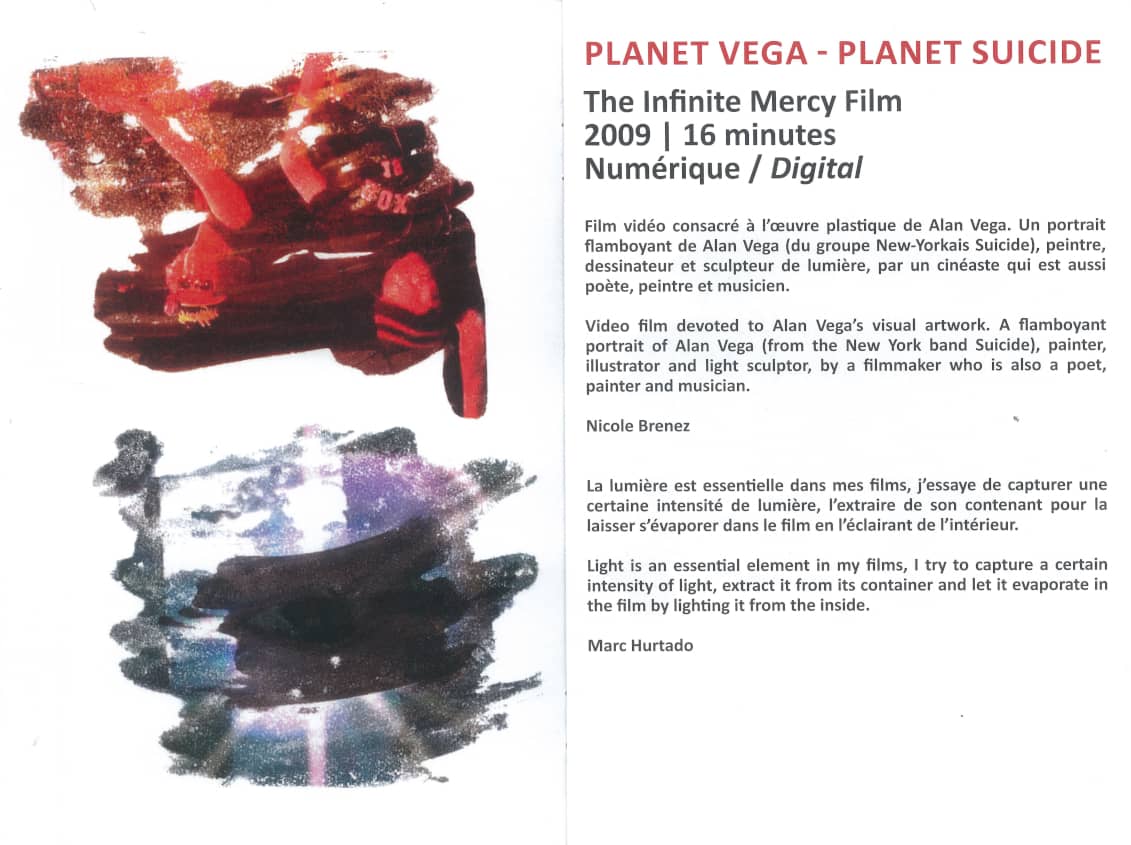 PLANET VEGA - PLANET SUICIDE
The Infinite Mercy Film
2009 | 16 minutes
Numérique / Digital
Film vidéo consacré à l'œuvre plastique de Alan Vega. Un portrait
flamboyant de Alan Vega (du groupe New-Yorkais Suicide), peintre,
dessinateur et sculpteur de lumière, par un cinéaste qui est aussi
poète, peintre et musicien.
Video film devoted to Alan Vega's visual artwork. A flamboyant
portrait of Alan Vega (from the New York band Suicide), painter,
illustrator and light sculptor, by a filmmaker who is also a poet,
painter and musician.
Nicole Brenez
La lumière est essentielle dans mes films, j'essaye de capturer une
certaine intensité de lumière, l'extraire de son contenant pour la
laisser s'évaporer dans le film en l'éclairant de l'intérieur.
Light is an essential element in my films, I try to capture a certain
intensity of light, extract it from its container and let it evaporate in
the film by lighting it from the inside.
Marc Hurtado